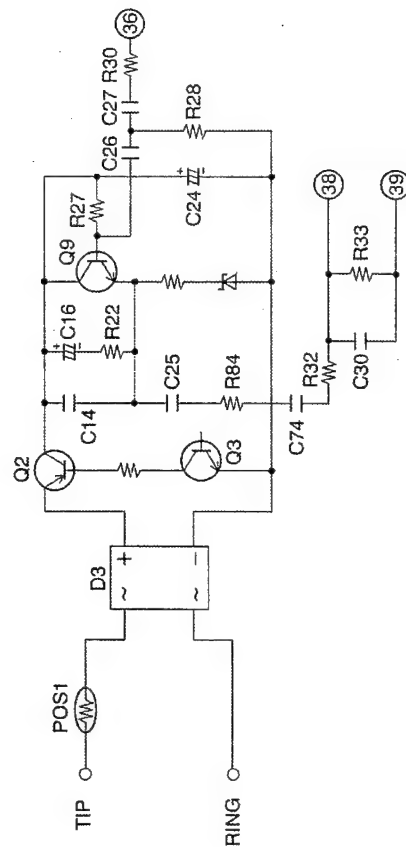 TIP
POS1
RING
D3
~ +
~ −
Q2
Q3
C14
C16
+
R22
C25
R84
C74
Q9
R27
C24
+
C26
C27
R30
36
R28
R32
C30
R33
38
39